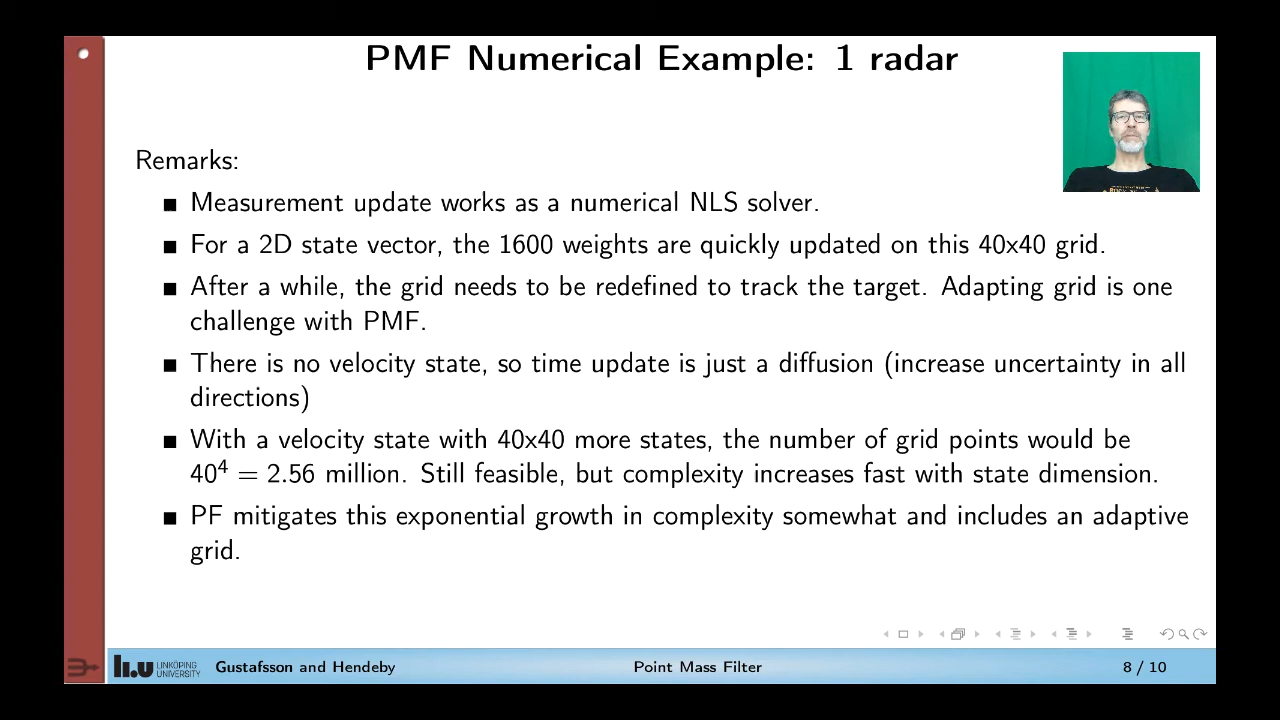 PMF Numerical Example: 1 radar
Remarks:
■ Measurement update works as a numerical NLS solver.
■ For a 2D state vector, the 1600 weights are quickly updated on this 40x40 grid.
■ After a while, the grid needs to be redefined to track the target. Adapting grid is one
challenge with PMF.
■ There is no velocity state, so time update is just a diffusion (increase uncertainty in all
directions)
■ With a velocity state with 40x40 more states, the number of grid points would be
40⁴ = 2.56 million. Still feasible, but complexity increases fast with state dimension.
■ PF mitigates this exponential growth in complexity somewhat and includes an adaptive
grid.
li.u LINKÖPING
UNIVERSITY
Gustafsson and Hendeby
Point Mass Filter
8 / 10